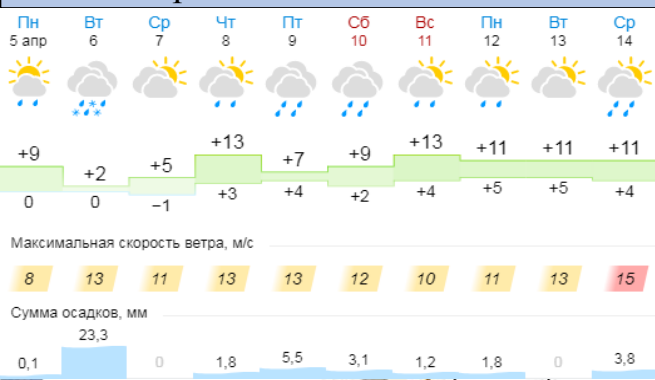 Пн Вт Ср Чт Пт Сб Вс Пн Вт Ср
5 апр 6 7 8 9 10 11 12 13 14
+9 +2 +5 +13 +7 +9 +13 +11 +11 +11
0 0 −1 +3 +4 +2 +4 +5 +5 +4
Максимальная скорость ветра, м/с
8 13 11 13 13 12 10 11 13 15
Сумма осадков, мм
0,1 23,3 0 1,8 5,5 3,1 1,2 1,8 0 3,8